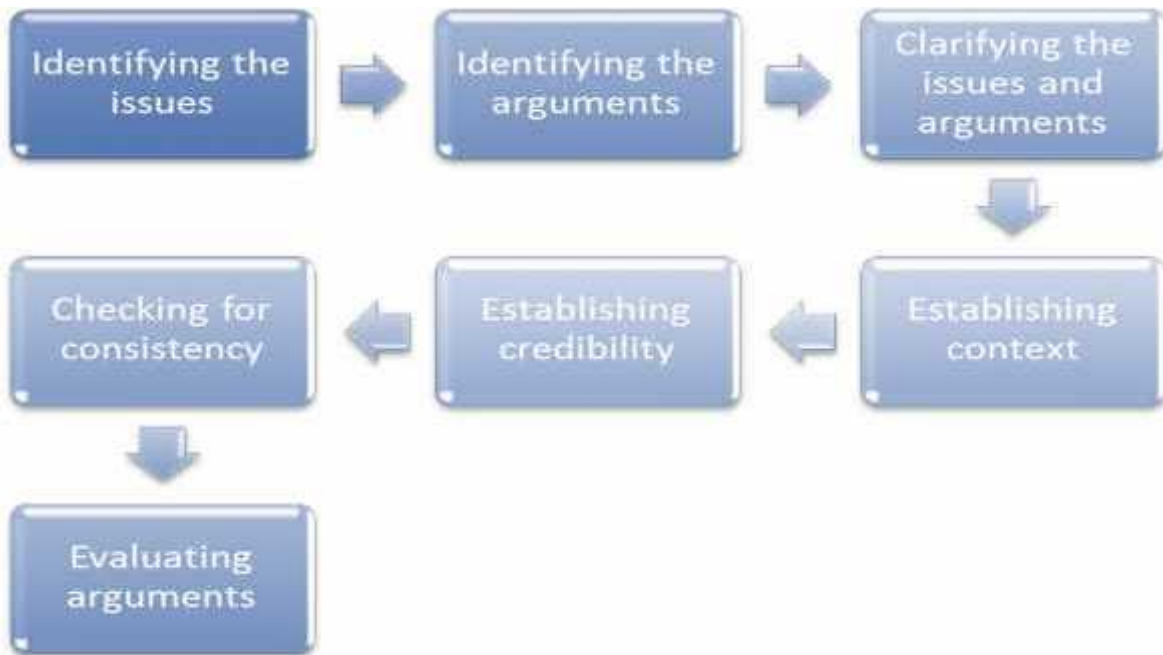 Identifying the
issues
Identifying the
arguments
Clarifying the
issues and
arguments
Establishing
context
Establishing
credibility
Checking for
consistency
Evaluating
arguments